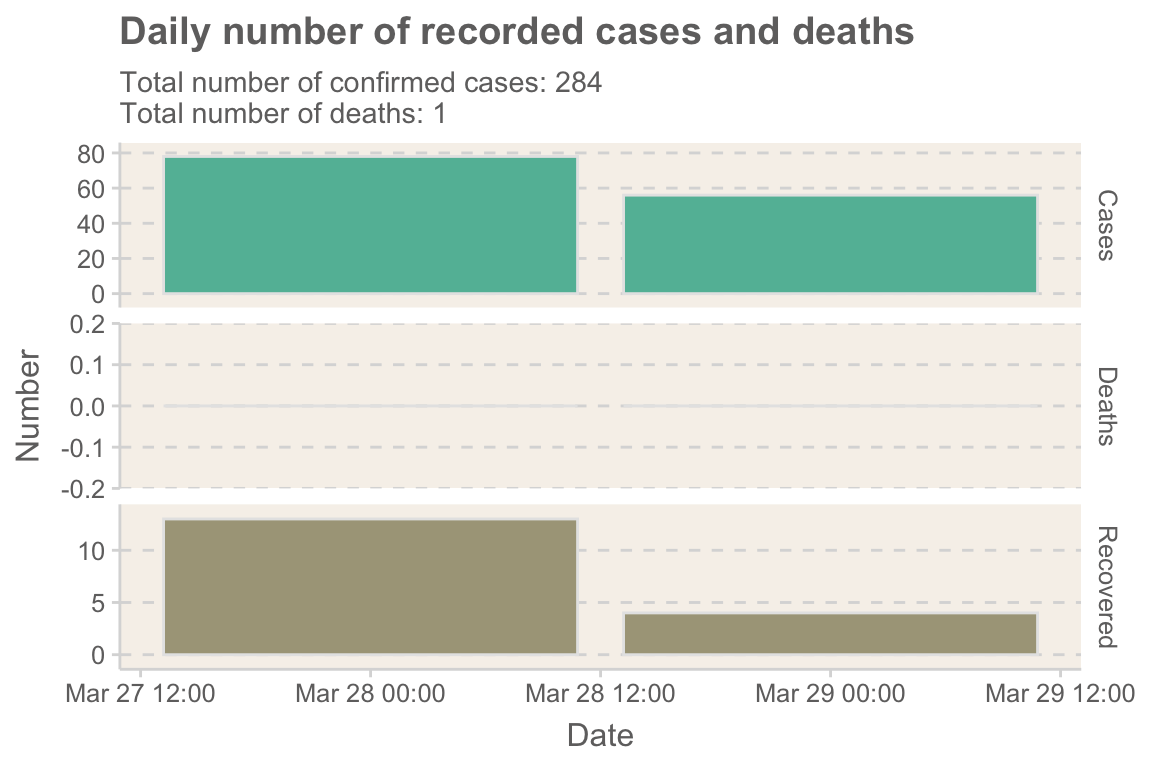 Daily number of recorded cases and deaths
Total number of confirmed cases: 284
Total number of deaths: 1
80
60
40
20
0
Cases
0.2
0.1
0.0
-0.1
-0.2
Deaths
Number
10
5
0
Recovered
Mar 27 12:00 Mar 28 00:00 Mar 28 12:00 Mar 29 00:00 Mar 29 12:00
Date